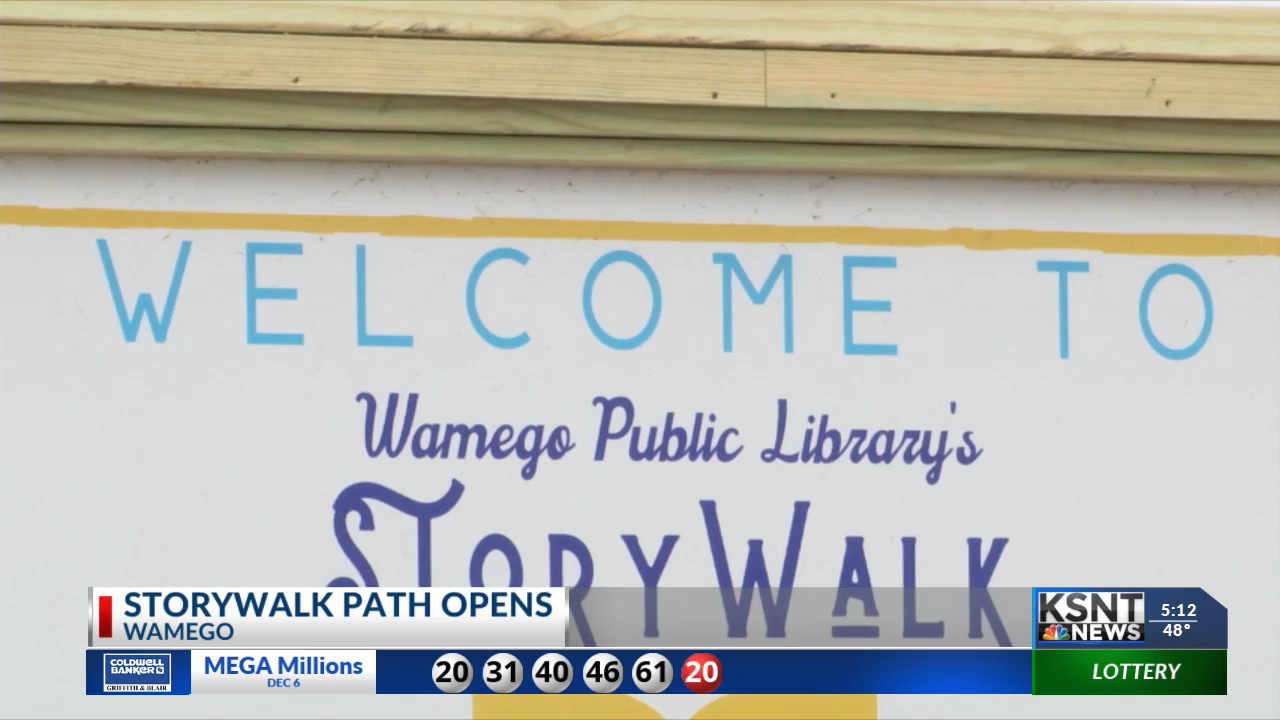 WELCOME TO
Wamego Public Library's
STORYWALK
STORYWALK PATH OPENS
WAMEGO
KSNT
NEWS
5:12
48°
COLDWELL
BANKER
GRIFFITH & BLAIR
MEGA Millions
DEC 6
20 31 40 46 61 20
LOTTERY